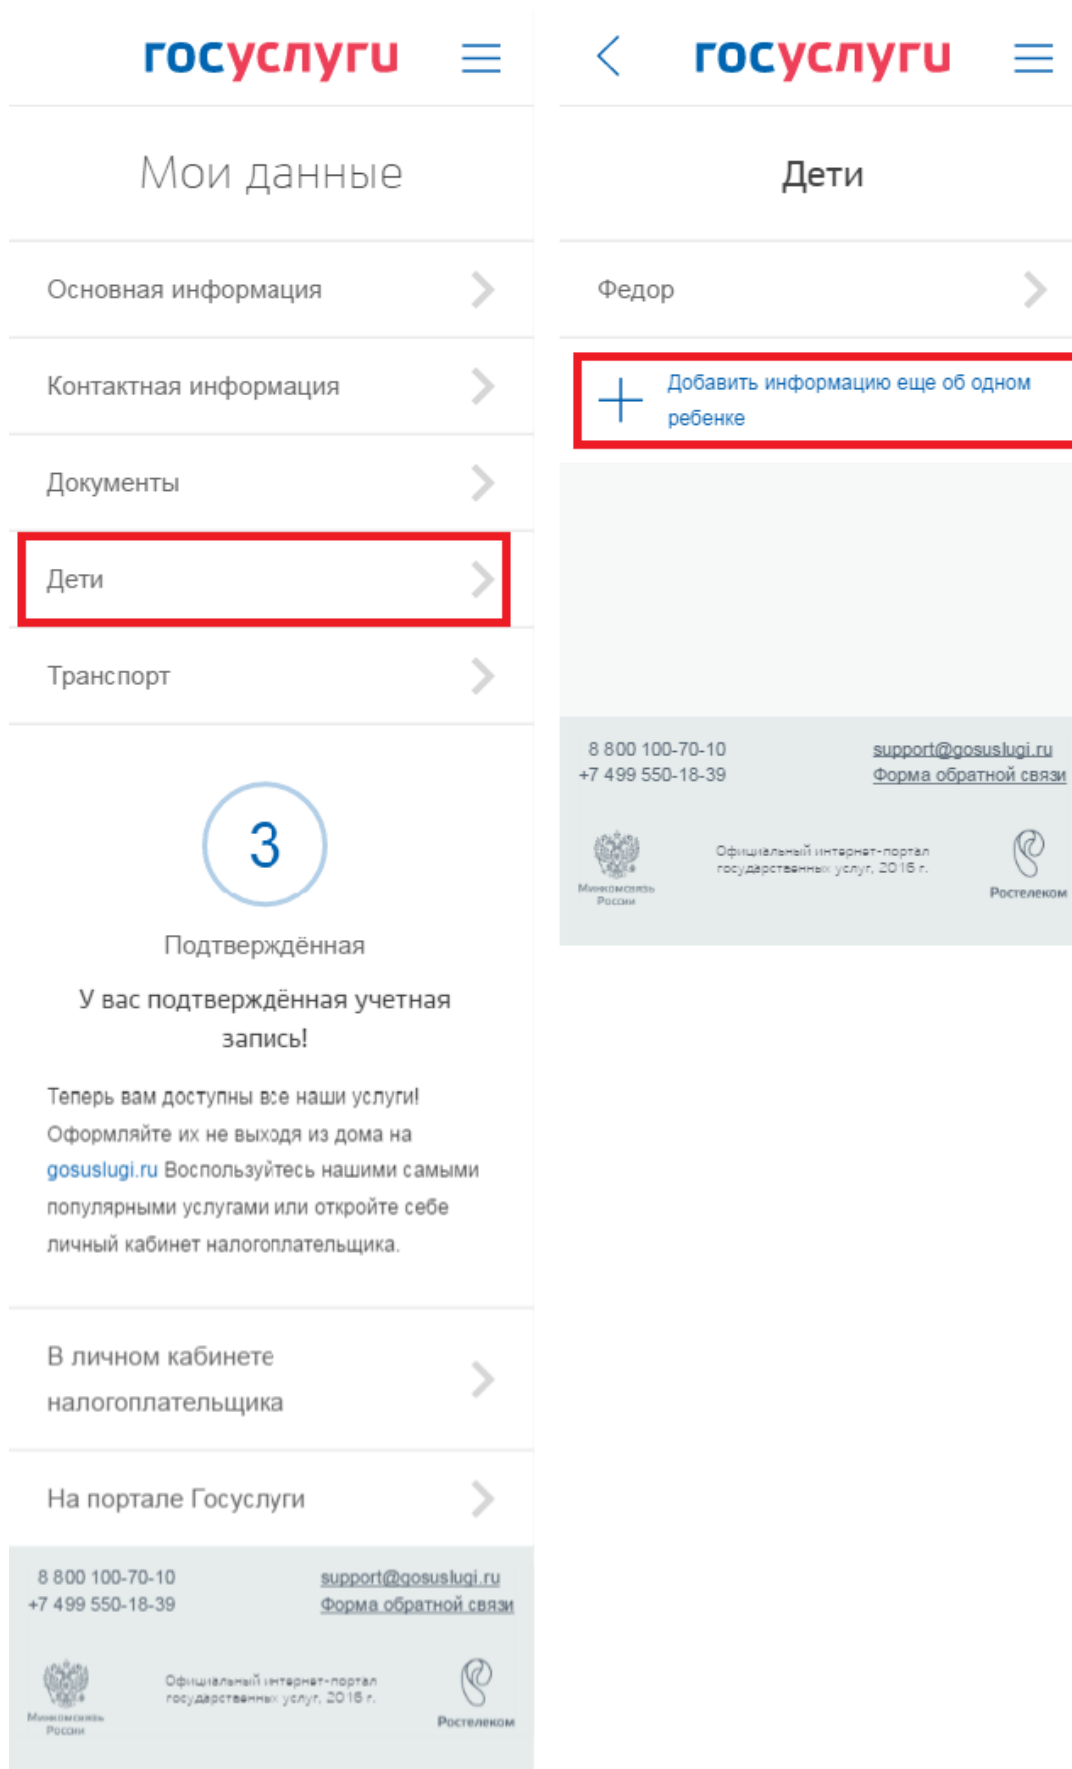 госуслуги
Мои данные
Основная информация
Контактная информация
Документы
Дети
Транспорт
3
Подтверждённая
У вас подтверждённая учетная
запись!
Теперь вам доступны все наши услуги!
Оформляйте их не выходя из дома на
gosuslugi.ru Воспользуйтесь нашими самыми
популярными услугами или откройте себе
личный кабинет налогоплательщика.
В личном кабинете
налогоплательщика
На портале Госуслуги
8 800 100-70-10
+7 499 550-18-39
support@gosuslugi.ru
Форма обратной связи
Минкомсвязь
России
Официальный интернет-портал
государственных услуг, 2016 г.
Ростелеком
госуслуги
Дети
Федор
Добавить информацию еще об одном
ребенке
8 800 100-70-10
+7 499 550-18-39
support@gosuslugi.ru
Форма обратной связи
Минкомсвязь
России
Официальный интернет-портал
государственных услуг, 2016 г.
Ростелеком